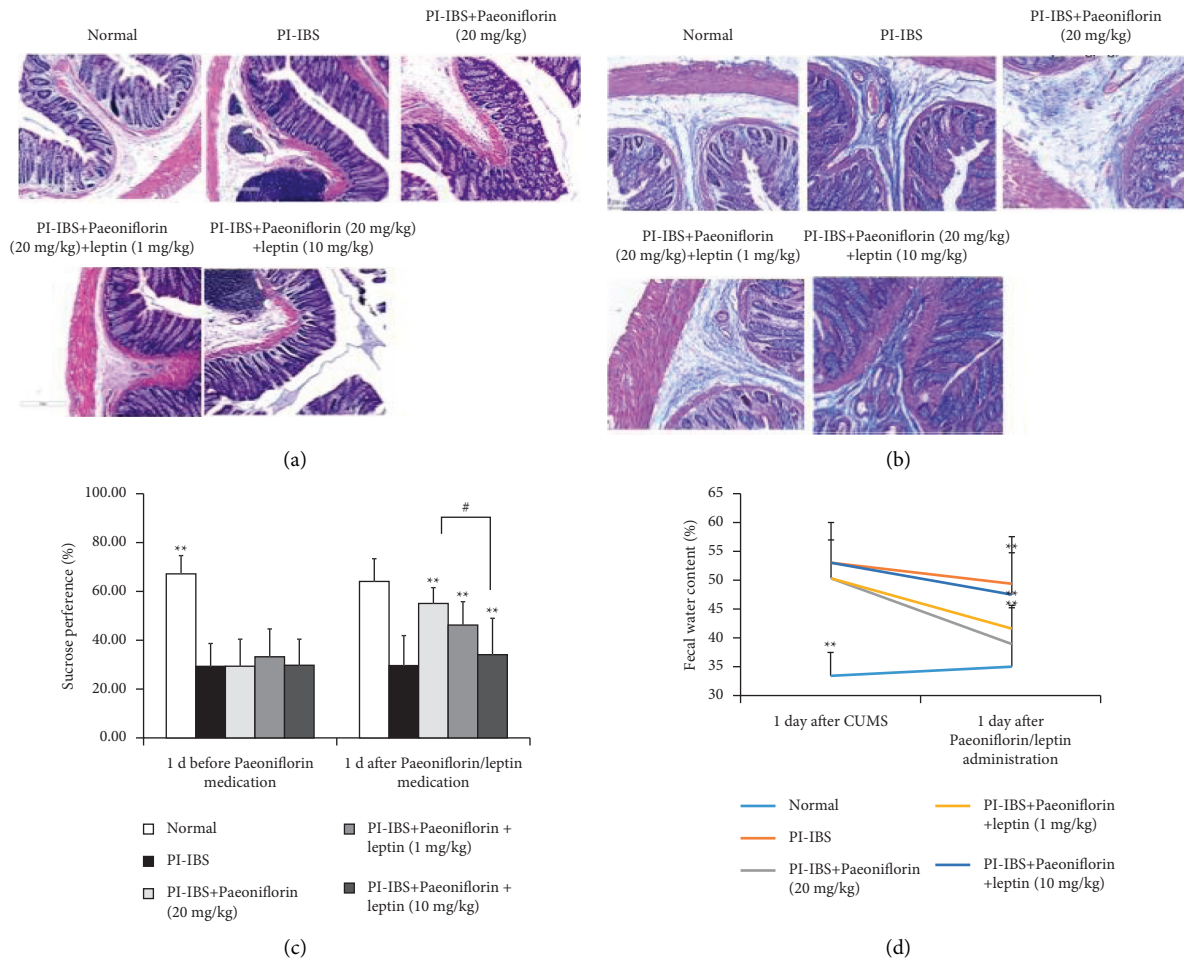 Normal
PI-IBS
PI-IBS+Paeoniflorin
(20 mg/kg)
PI-IBS+Paeoniflorin
(20 mg/kg)+leptin (1 mg/kg)
PI-IBS+Paeoniflorin (20 mg/kg)
+leptin (10 mg/kg)
(a)
Normal
PI-IBS
PI-IBS+Paeoniflorin
(20 mg/kg)
PI-IBS+Paeoniflorin
(20 mg/kg)+leptin (1 mg/kg)
PI-IBS+Paeoniflorin (20 mg/kg)
+leptin (10 mg/kg)
(b)
Sucrose perference (%)
100.00
80.00
60.00
40.00
20.00
0.00
**
#
**
**
**
1 d before Paeoniflorin
medication
1 d after Paeoniflorin/leptin
medication
Normal
PI-IBS
PI-IBS+Paeoniflorin
(20 mg/kg)
PI-IBS+Paeoniflorin +
leptin (1 mg/kg)
PI-IBS+Paeoniflorin +
leptin (10 mg/kg)
(c)
Fecal water content (%)
65
60
55
50
45
40
35
30
**
**
**
**
1 day after CUMS
1 day after
Paeoniflorin/leptin
administration
Normal
PI-IBS
PI-IBS+Paeoniflorin
(20 mg/kg)
PI-IBS+Paeoniflorin
+leptin (1 mg/kg)
PI-IBS+Paeoniflorin
+leptin (10 mg/kg)
(d)